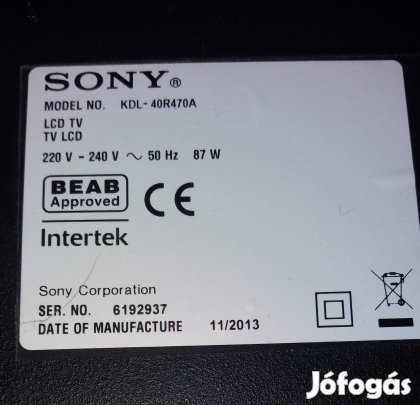 SONY®
MODEL NO. KDL-40R470A
LCD TV
TV LCD
220 V - 240 V ~ 50 Hz 87 W
BEAB
Approved
CE
Intertek
Sony Corporation
SER. NO. 6192937
DATE OF MANUFACTURE 11/2013
Jófogás